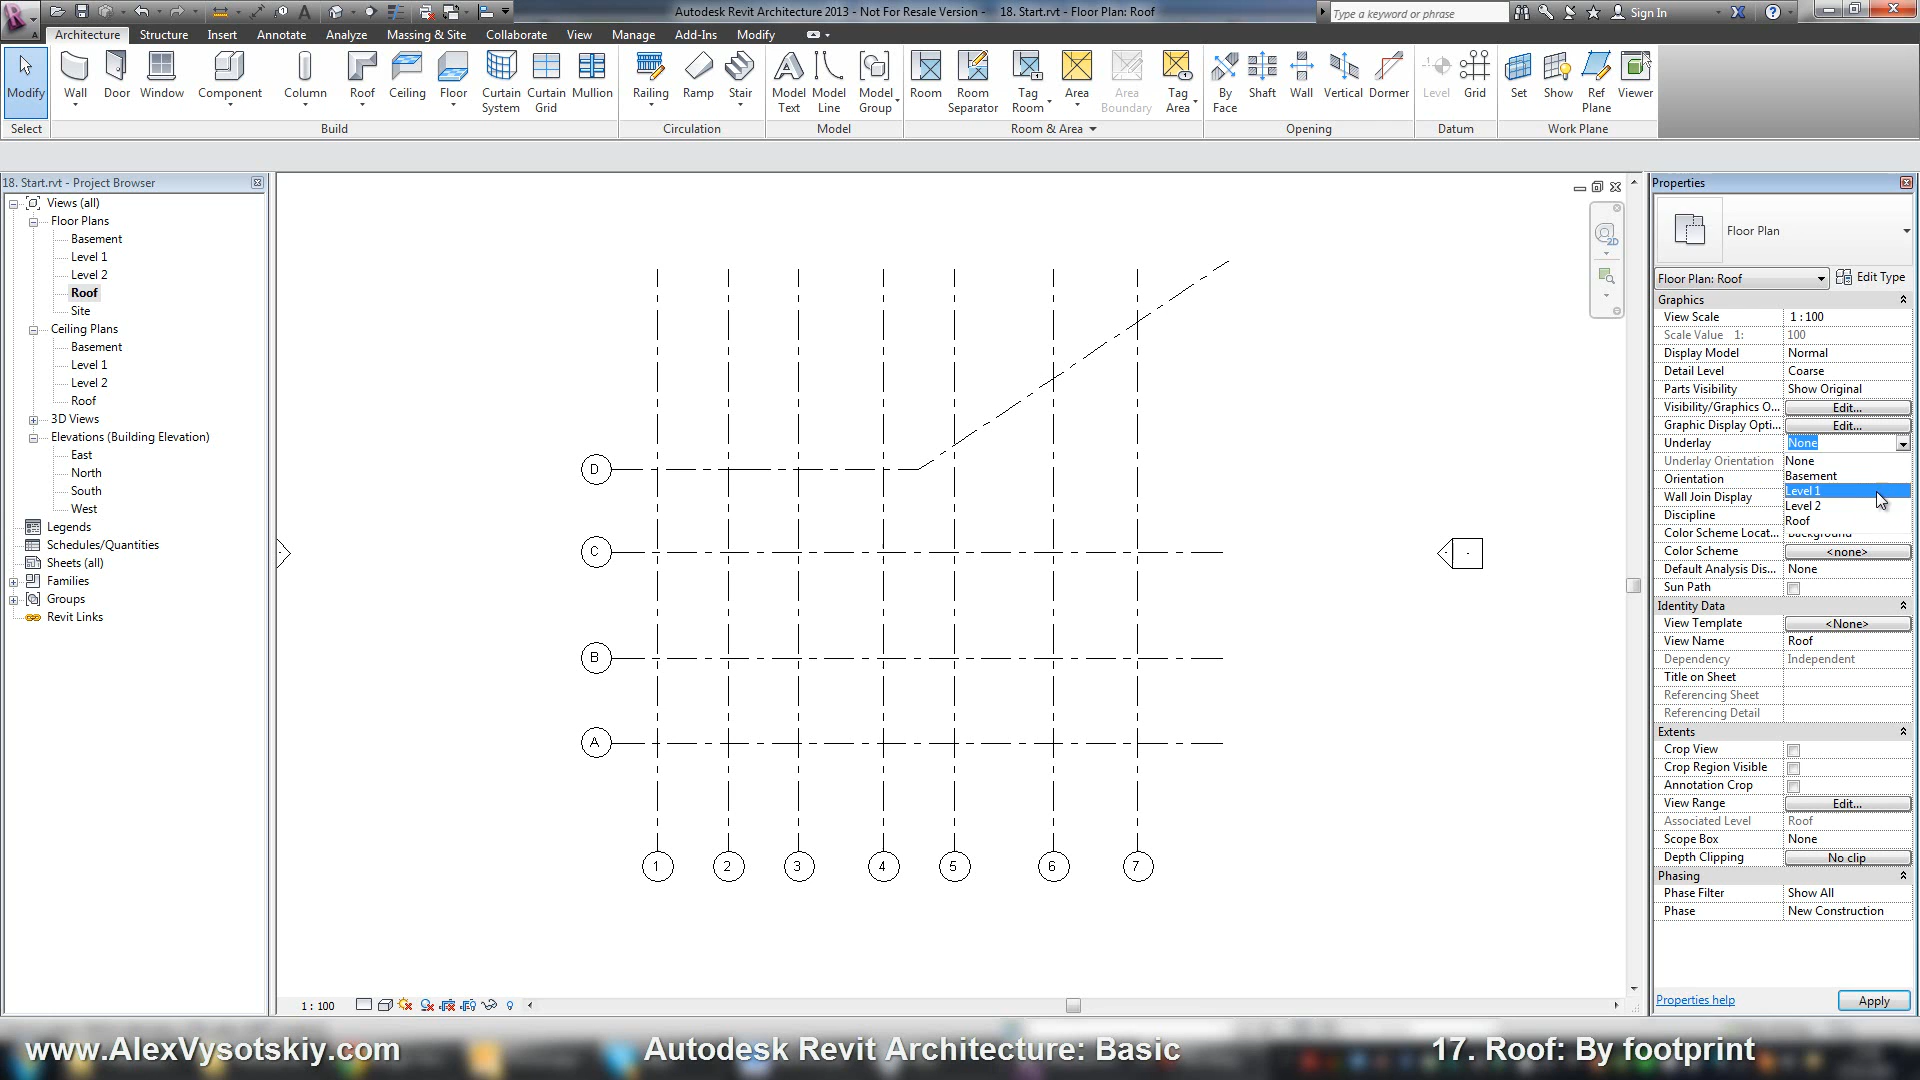 Autodesk Revit Architecture 2013 - Not For Resale Version - 18. Start.rvt - Floor Plan: Roof
Type a keyword or phrase
Sign In
Architecture Structure Insert Annotate Analyze Massing & Site Collaborate View Manage Add-Ins Modify
Modify Wall Door Window Component Column Roof Ceiling Floor Curtain System Curtain Grid Mullion Railing Ramp Stair Model Text Model Line Model Group Room Room Separator Tag Room Area Area Boundary Tag Area By Face Shaft Wall Vertical Dormer Level Grid Set Show Ref Plane Viewer
Select Build Circulation Model Room & Area Opening Datum Work Plane
18. Start.rvt - Project Browser
Views (all)
Floor Plans
Basement
Level 1
Level 2
Roof
Site
Ceiling Plans
Basement
Level 1
Level 2
Roof
3D Views
Elevations (Building Elevation)
East
North
South
West
Legends
Schedules/Quantities
Sheets (all)
Families
Groups
Revit Links
D
C
B
A
1 2 3 4 5 6 7
2D
1 : 100
Properties
Floor Plan
Floor Plan: Roof
Edit Type
Graphics
View Scale 1 : 100
Scale Value 1: 100
Display Model Normal
Detail Level Coarse
Parts Visibility Show Original
Visibility/Graphics O... Edit...
Graphic Display Opti... Edit...
Underlay None
Underlay Orientation None
Orientation Basement
Wall Join Display Level 1
Discipline Level 2
Roof
Color Scheme Locat... Background
Color Scheme <none>
Default Analysis Dis... None
Sun Path
Identity Data
View Template <None>
View Name Roof
Dependency Independent
Title on Sheet
Referencing Sheet
Referencing Detail
Extents
Crop View
Crop Region Visible
Annotation Crop
View Range Edit...
Associated Level Roof
Scope Box None
Depth Clipping No clip
Phasing
Phase Filter Show All
Phase New Construction
Properties help
Apply
www.AlexVysotskiy.com
Autodesk Revit Architecture: Basic
17. Roof: By footprint